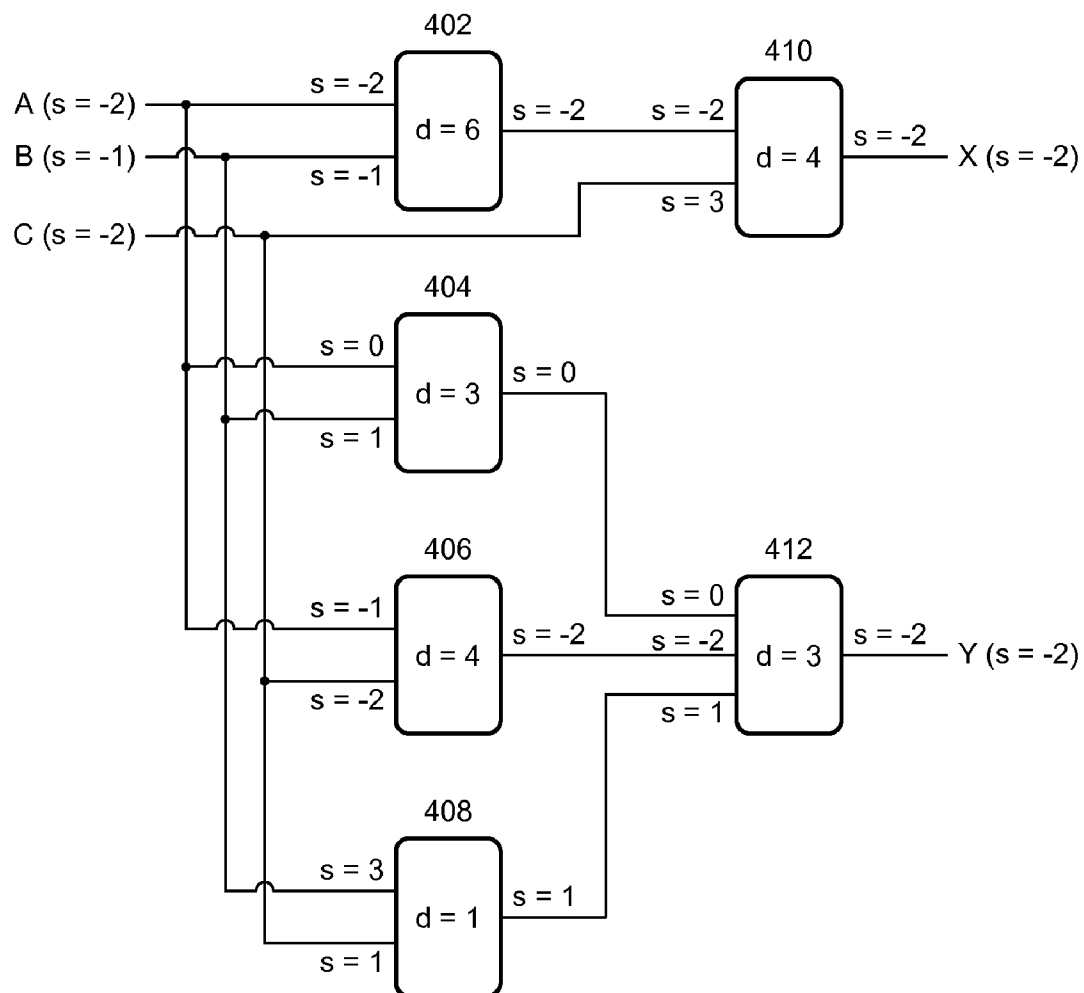 402
410
A (s = -2)
s = -2
d = 6
s = -2
s = -2
d = 4
s = -2
X (s = -2)
B (s = -1)
s = -1
s = 3
C (s = -2)
404
s = 0
d = 3
s = 0
s = 1
406
412
s = -1
d = 4
s = -2
s = -2
s = 0
s = -2
d = 3
s = -2
Y (s = -2)
s = 1
408
s = 3
d = 1
s = 1
s = 1